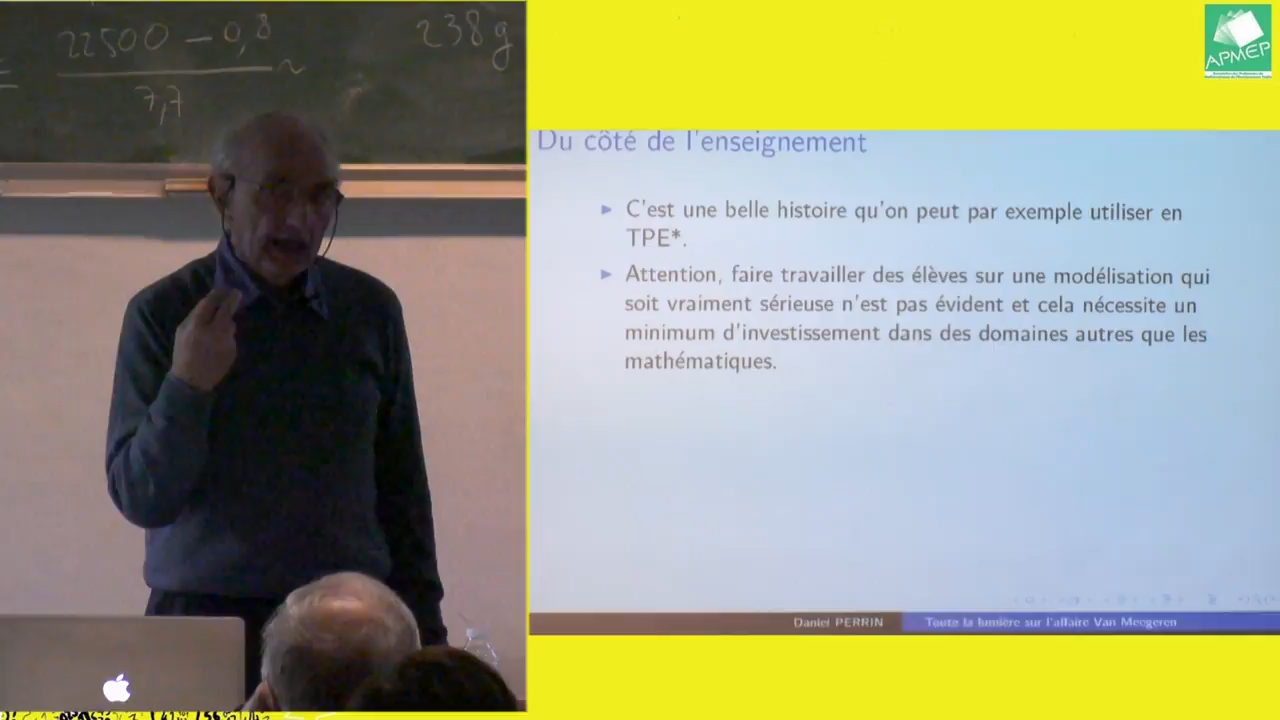 22500 – 0,8
238g
=
~
7,7
APMEP
Du côté de l'enseignement
► C'est une belle histoire qu'on peut par exemple utiliser en
TPE*.
► Attention, faire travailler des élèves sur une modélisation qui
soit vraiment sérieuse n'est pas évident et cela nécessite un
minimum d'investissement dans des domaines autres que les
mathématiques.
Daniel PERRIN
Toute la lumière sur l'affaire Van Meegeren